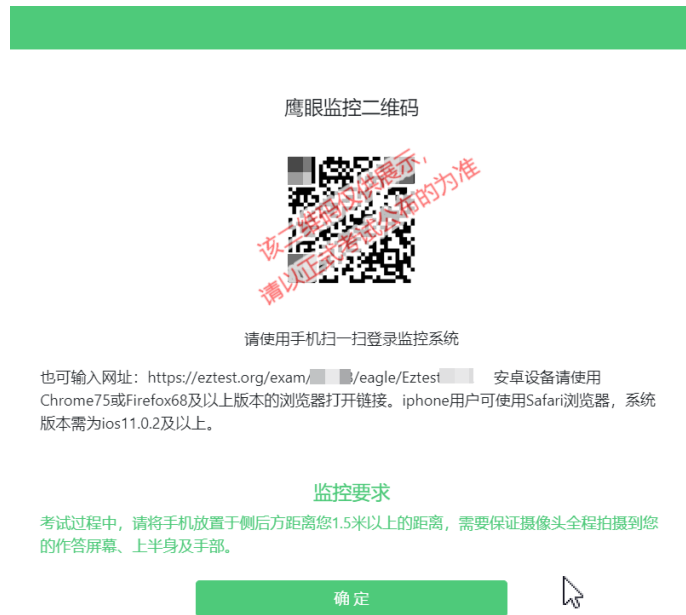 鹰眼监控二维码
该二维码仅供展示，
请以正式考试公布的为准
请使用手机扫一扫登录监控系统
也可输入网址：https://eztest.org/exam/ /eagle/Eztest 安卓设备请使用
Chrome75或Firefox68及以上版本的浏览器打开链接。iphone用户可使用Safari浏览器，系统
版本需为ios11.0.2及以上。
监控要求
考试过程中，请将手机放置于侧后方距离您1.5米以上的距离，需要保证摄像头全程拍摄到您
的作答屏幕、上半身及手部。
确 定